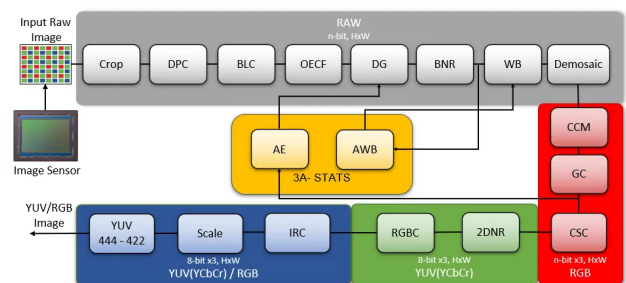 Input Raw
Image
RAW
n-bit, HxW
Crop
DPC
BLC
OECF
DG
BNR
WB
Demosaic
Image Sensor
AE
AWB
3A- STATS
CCM
GC
CSC
n-bit x3, HxW
RGB
YUV/RGB
Image
YUV
444 - 422
Scale
IRC
8-bit x3, HxW
YUV(YCbCr) / RGB
RGBC
2DNR
8-bit x3, HxW
YUV(YCbCr)